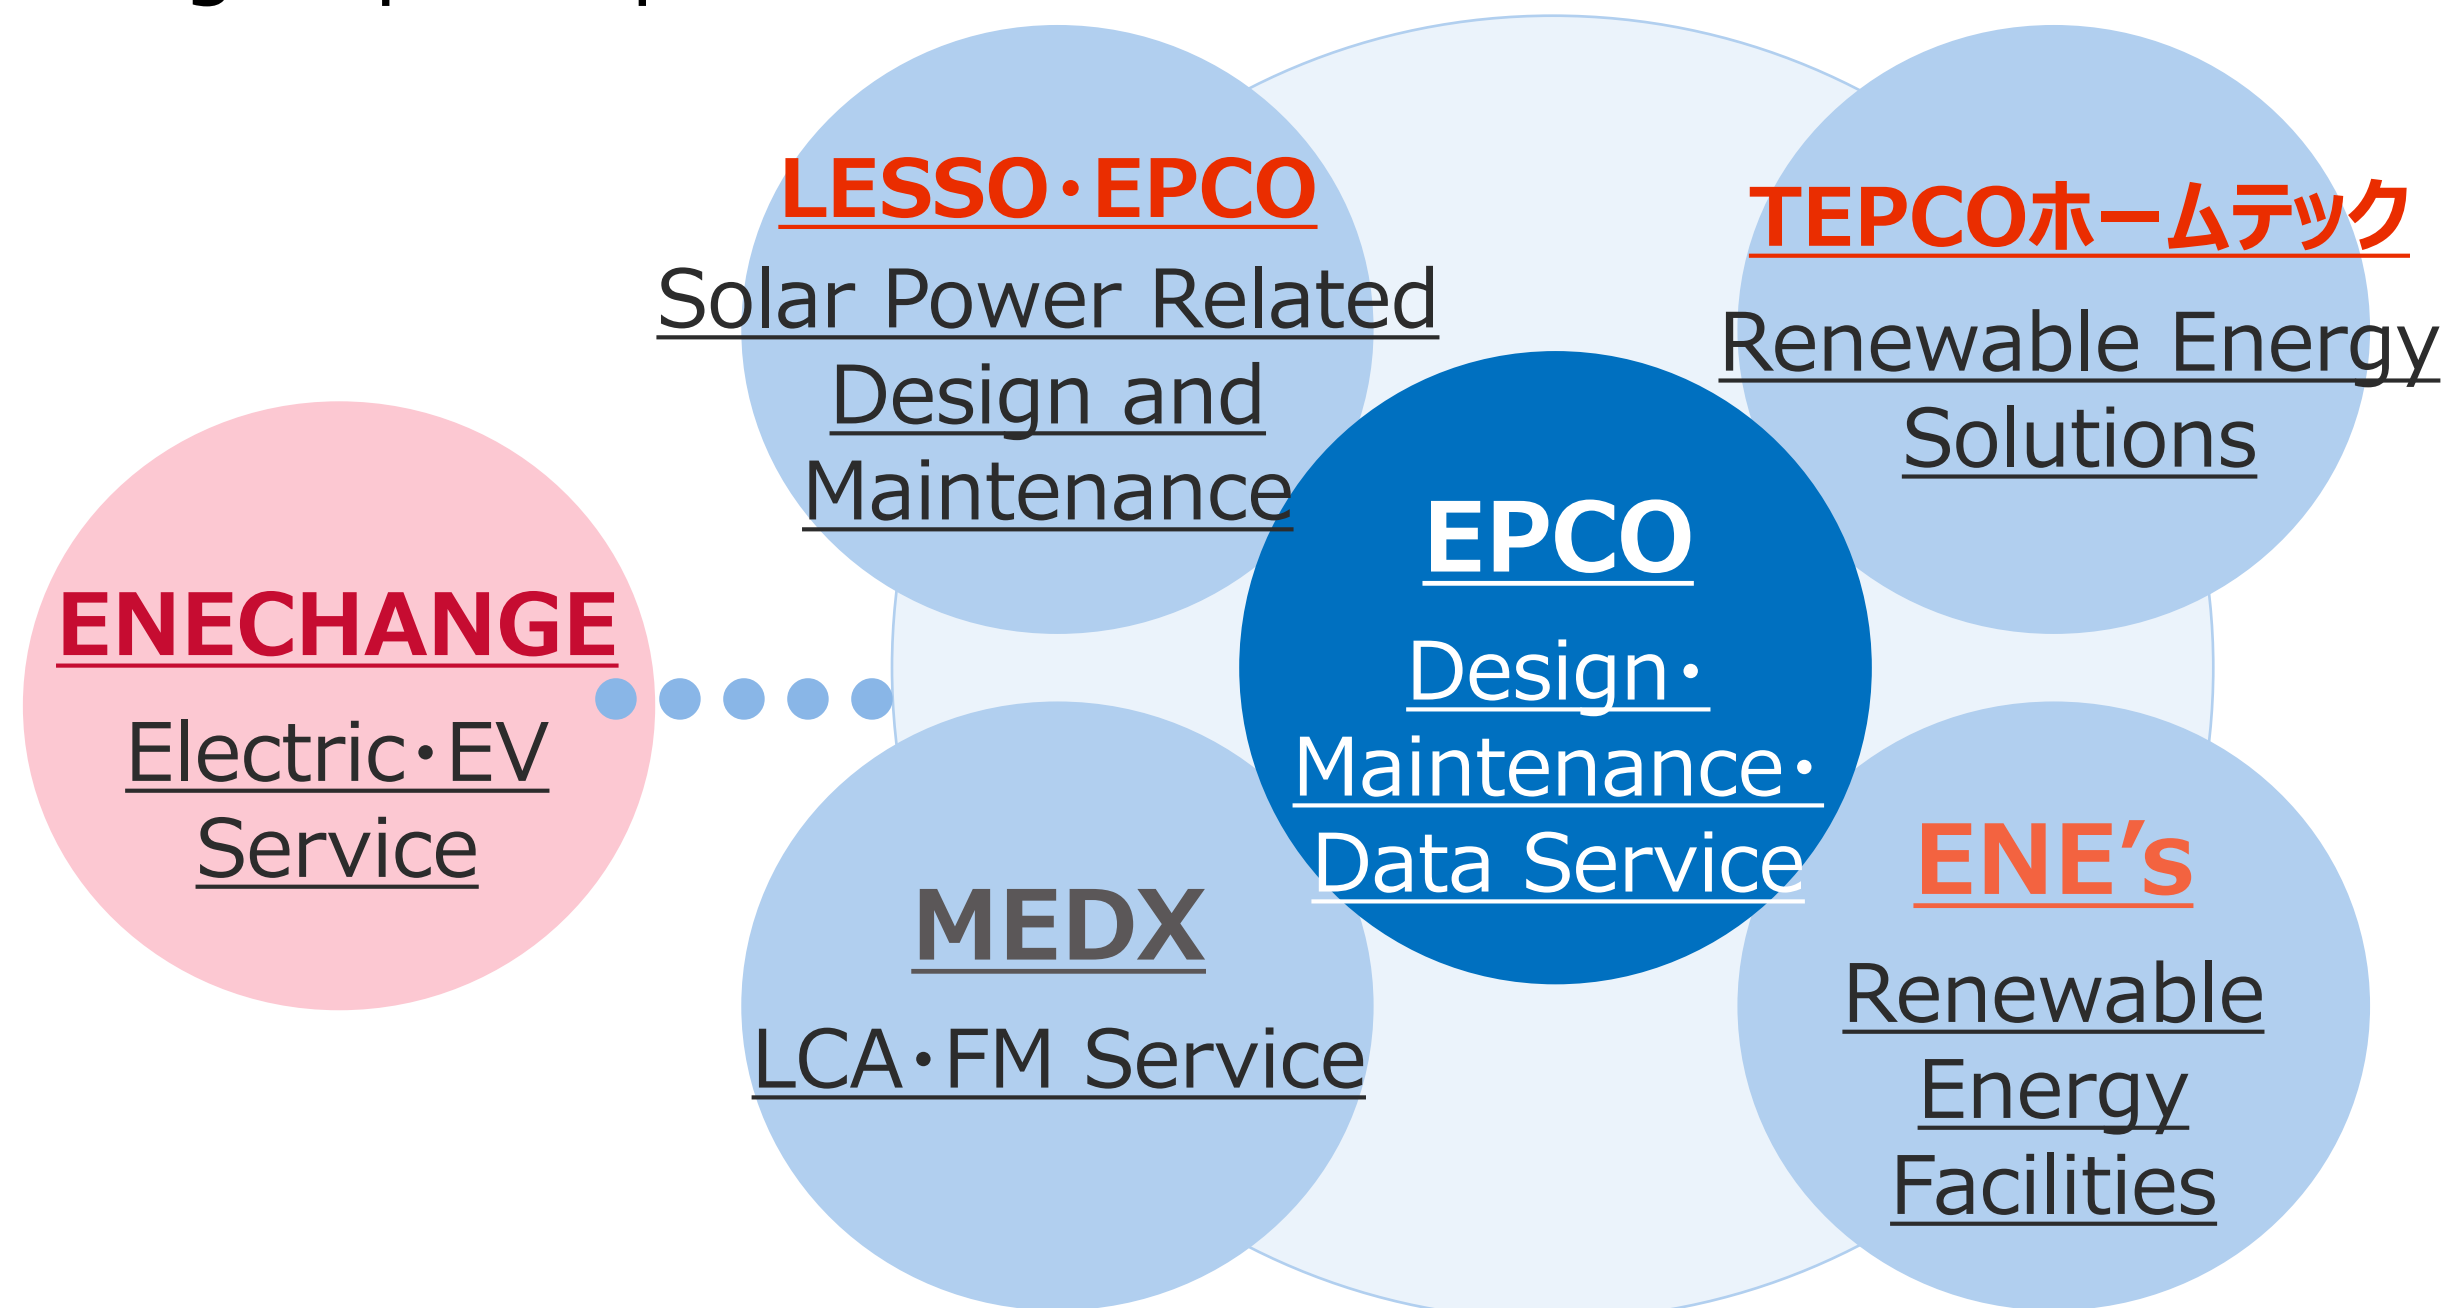 LESSO・EPCO
Solar Power Related
Design and
Maintenance
TEPCOホームテック
Renewable Energy
Solutions
EPCO
Design・
Maintenance・
Data Service
ENECHANGE
Electric・EV
Service
MEDX
LCA・FM Service
ENE’s
Renewable
Energy
Facilities